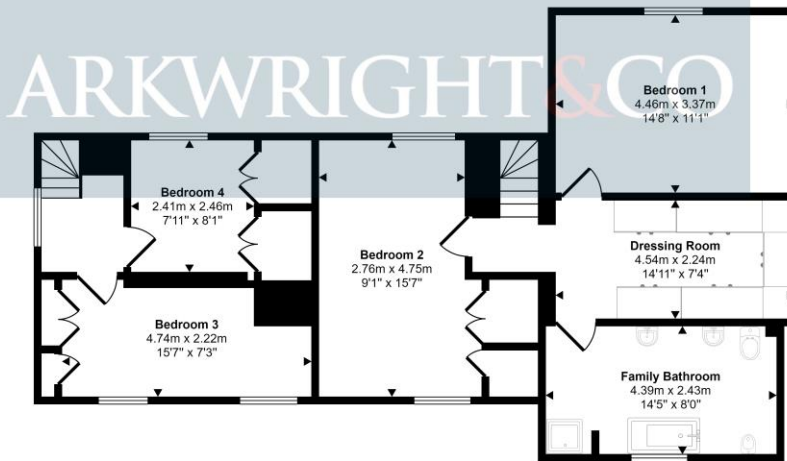 ARKWRIGHT&CO
Bedroom 1
4.46m x 3.37m
14'8" x 11'1"
Bedroom 4
2.41m x 2.46m
7'11" x 8'1"
Bedroom 2
2.76m x 4.75m
9'1" x 15'7"
Dressing Room
4.54m x 2.24m
14'11" x 7'4"
Bedroom 3
4.74m x 2.22m
15'7" x 7'3"
Family Bathroom
4.39m x 2.43m
14'5" x 8'0"